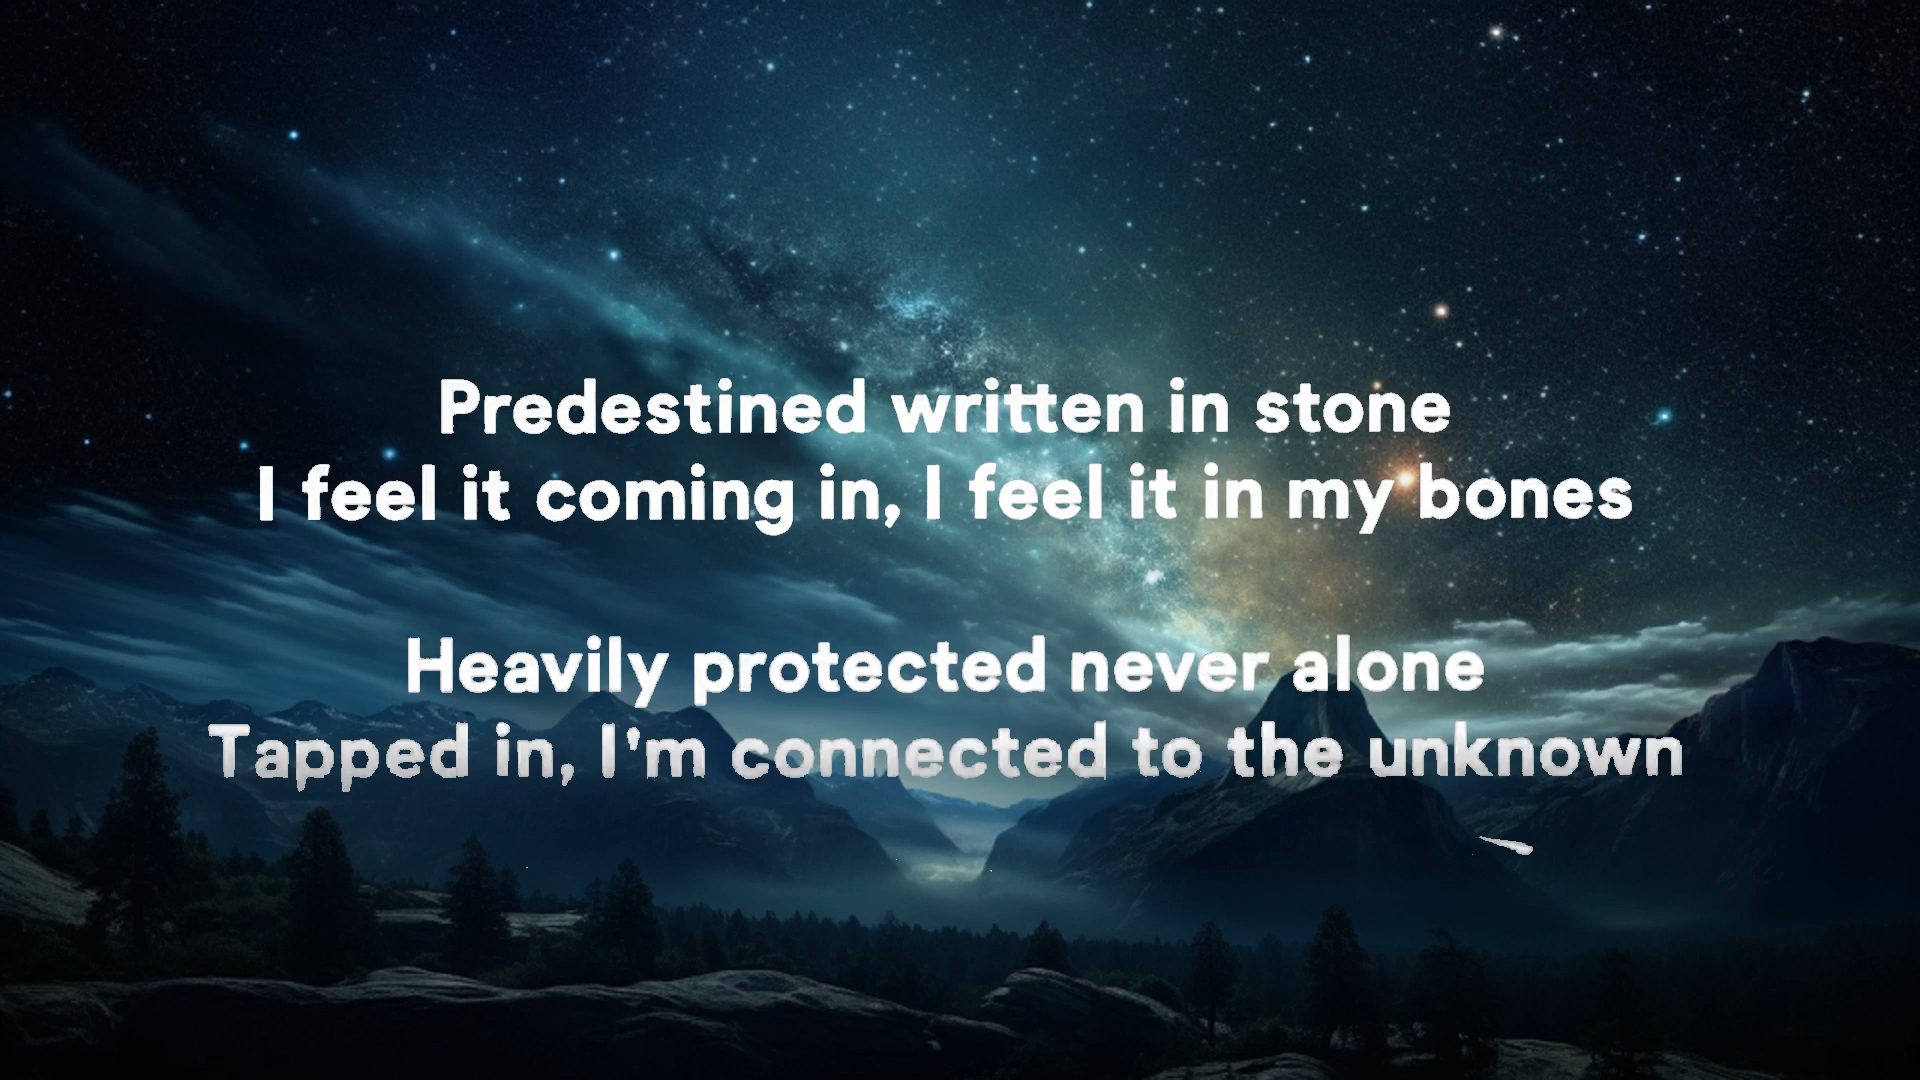 Predestined written in stone
I feel it coming in, I feel it in my bones
Heavily protected never alone
Tapped in, I'm connected to the unknown